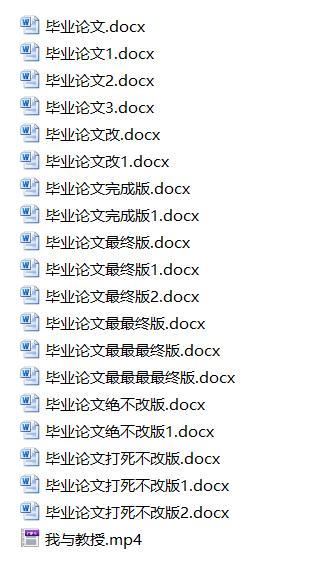 毕业论文.docx
毕业论文1.docx
毕业论文2.docx
毕业论文3.docx
毕业论文改.docx
毕业论文改1.docx
毕业论文完成版.docx
毕业论文完成版1.docx
毕业论文最终版.docx
毕业论文最终版1.docx
毕业论文最终版2.docx
毕业论文最最终版.docx
毕业论文最最最终版.docx
毕业论文最最最最终版.docx
毕业论文绝不改版.docx
毕业论文绝不改版1.docx
毕业论文打死不改版.docx
毕业论文打死不改版1.docx
毕业论文打死不改版2.docx
我与教授.mp4